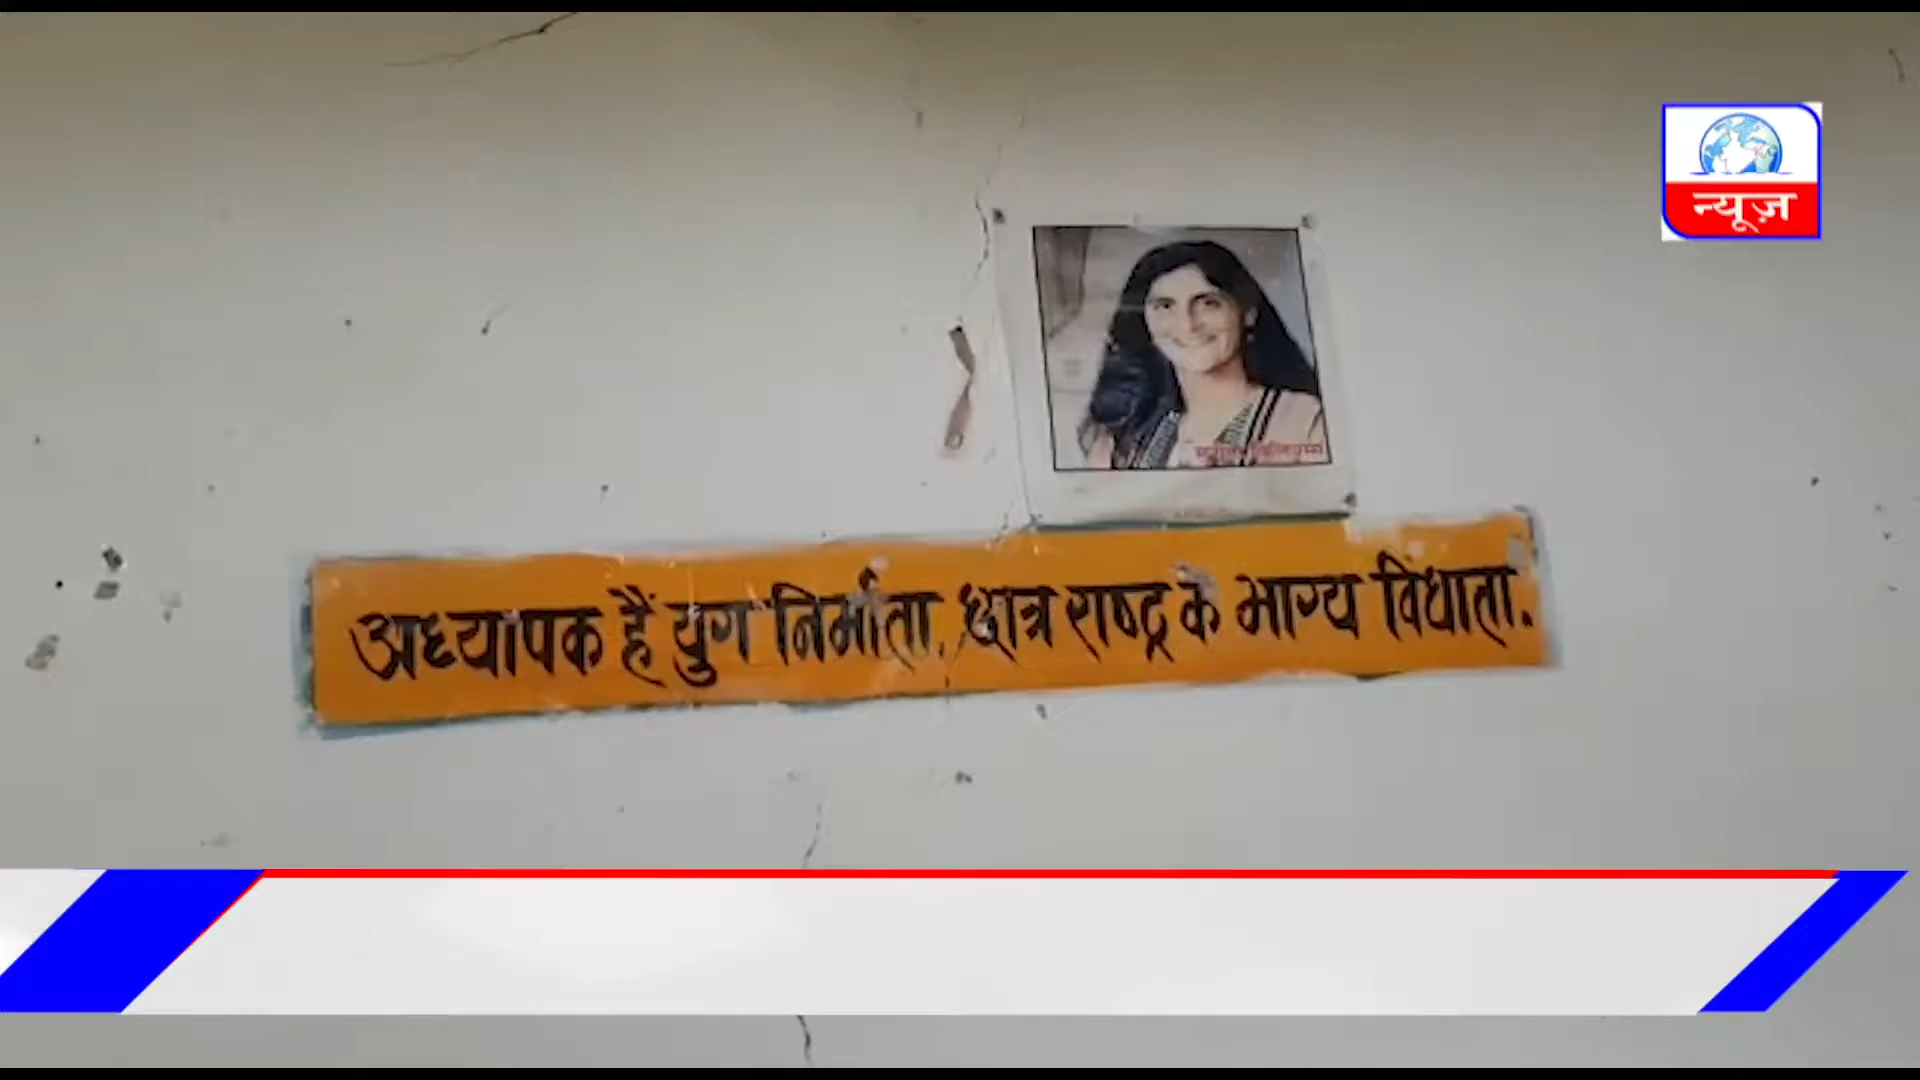 न्यूज़
अध्यापक हैं युग निर्माता, छात्र राष्ट्र के भाग्य विधाता.